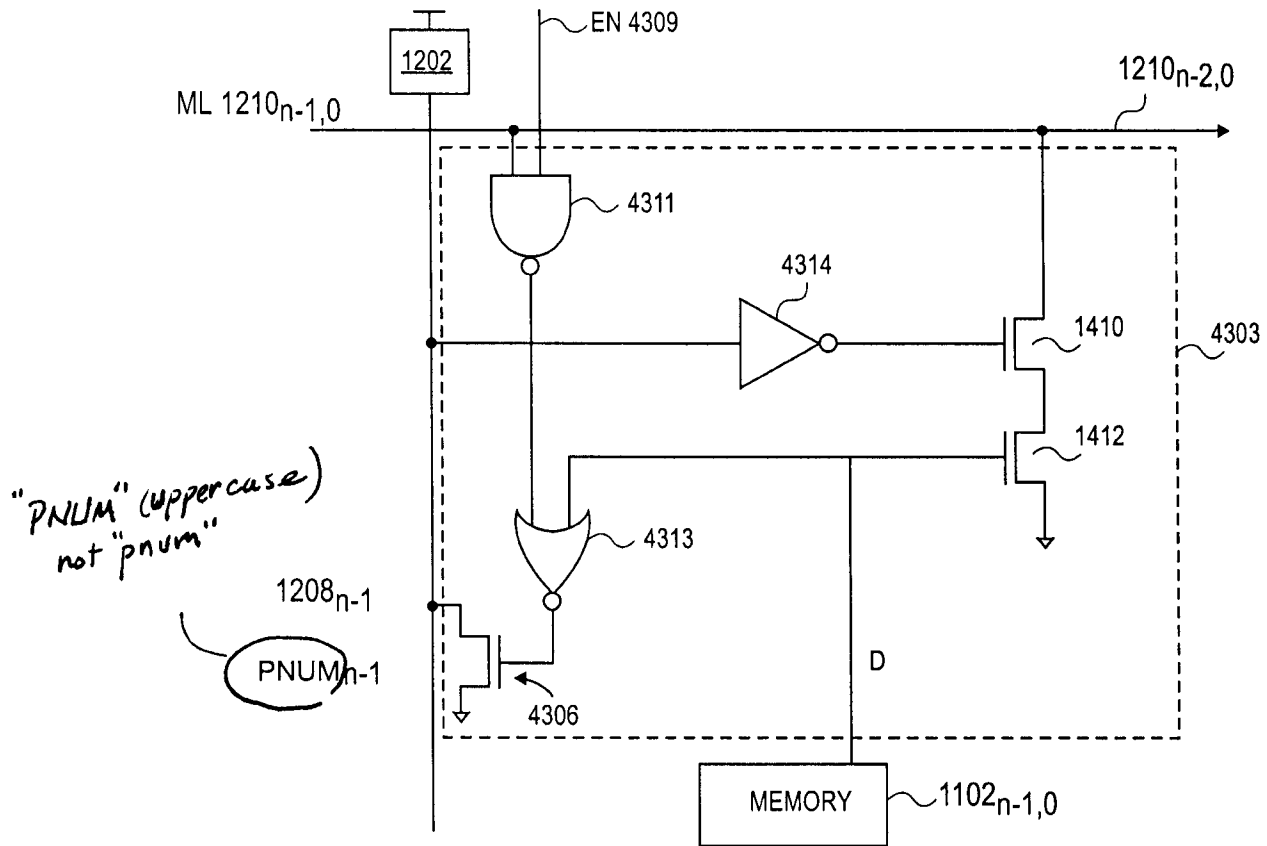 EN 4309
1202
1210n-2,0
ML 1210n-1,0
4311
4314
1410
4303
1412
"PNUM" (uppercase)
not "pnum"
4313
1208n-1
PNUMn-1
D
4306
MEMORY
1102n-1,0